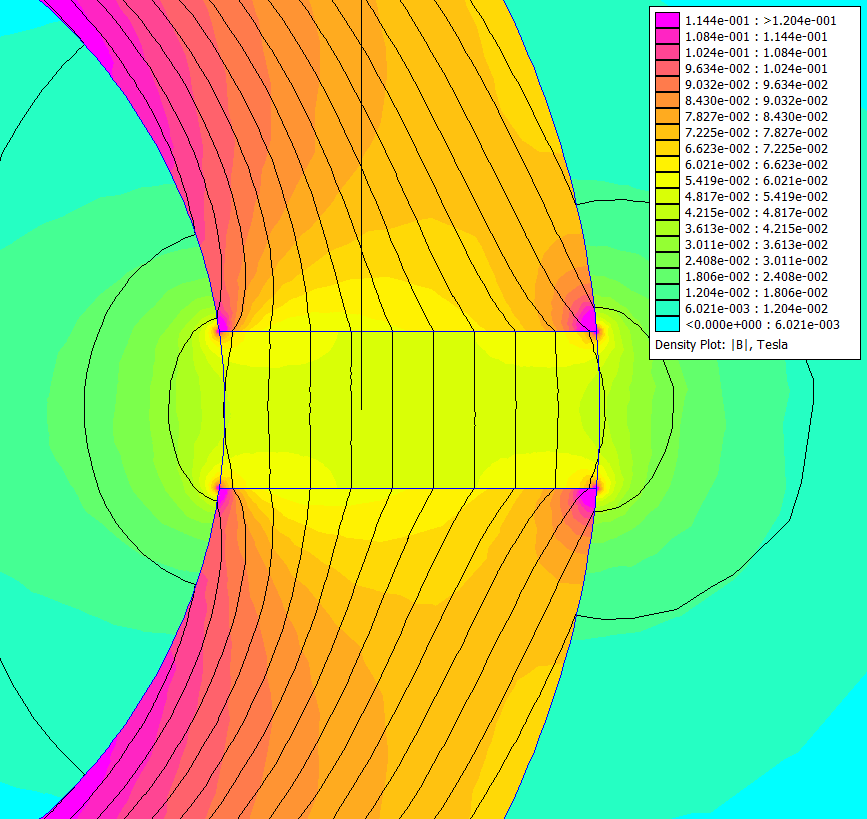 1.144e-001 : >1.204e-001
1.084e-001 : 1.144e-001
1.024e-001 : 1.084e-001
9.634e-002 : 1.024e-001
9.032e-002 : 9.634e-002
8.430e-002 : 9.032e-002
7.827e-002 : 8.430e-002
7.225e-002 : 7.827e-002
6.623e-002 : 7.225e-002
6.021e-002 : 6.623e-002
5.419e-002 : 6.021e-002
4.817e-002 : 5.419e-002
4.215e-002 : 4.817e-002
3.613e-002 : 4.215e-002
3.011e-002 : 3.613e-002
2.408e-002 : 3.011e-002
1.806e-002 : 2.408e-002
1.204e-002 : 1.806e-002
6.021e-003 : 1.204e-002
<0.000e+000 : 6.021e-003
Density Plot: |B|, Tesla